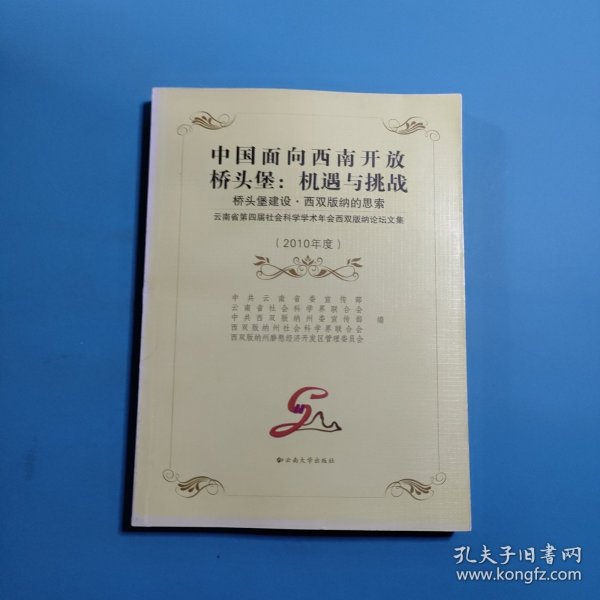 中国面向西南开放
桥头堡：机遇与挑战
桥头堡建设·西双版纳的思索
云南省第四届社会科学学术年会西双版纳论坛文集
（2010年度）
中共云南省委宣传部
云南省社会科学界联合会
中共西双版纳州委宣传部 编
西双版纳州社会科学界联合会
西双版纳州磨憨经济开发区管理委员会
云南大学出版社
孔夫子旧书网
www.kongfz.com